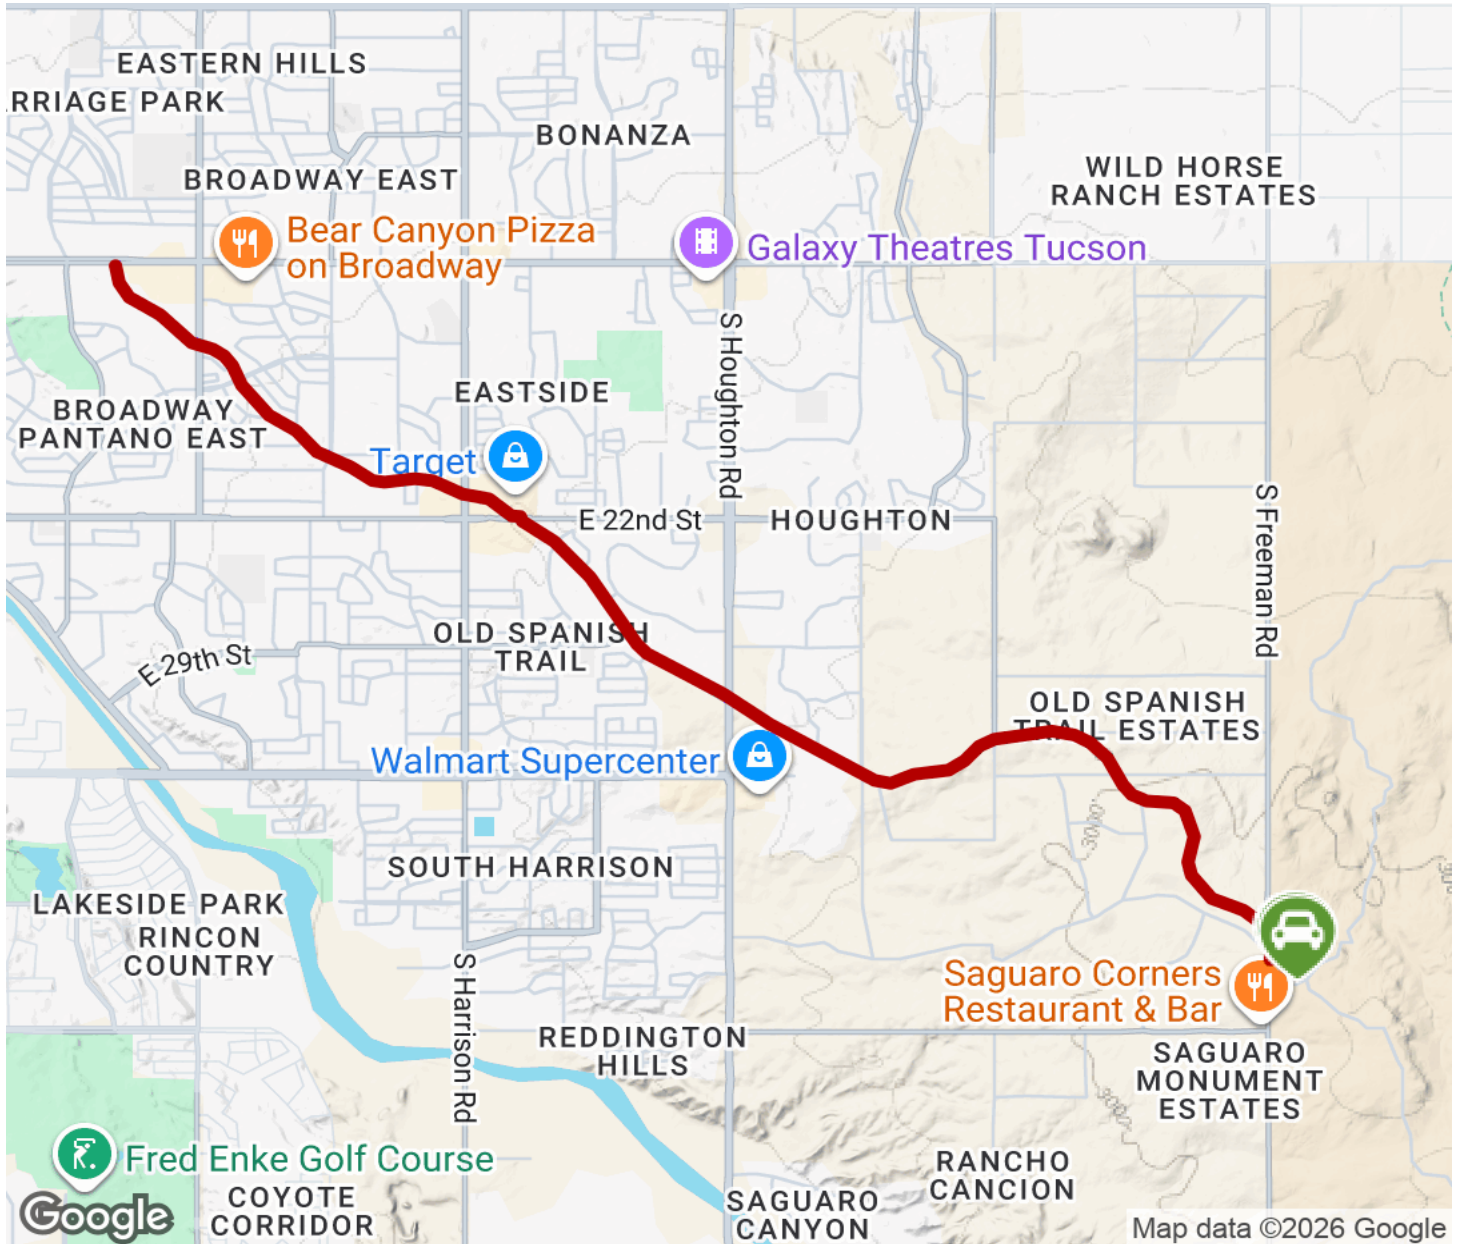 EASTERN HILLS
RRIAGE PARK
BONANZA
BROADWAY EAST
WILD HORSE
RANCH ESTATES
Bear Canyon Pizza
on Broadway
Galaxy Theatres Tucson
S Houghton Rd
EASTSIDE
BROADWAY
PANTANO EAST
Target
E 22nd St
HOUGHTON
S Freeman Rd
OLD SPANISH
TRAIL
E 29th St
OLD SPANISH
TRAIL ESTATES
Walmart Supercenter
3000
SOUTH HARRISON
LAKESIDE PARK
RINCON
COUNTRY
S Harrison Rd
Saguaro Corners
Restaurant & Bar
REDDINGTON
HILLS
SAGUARO
MONUMENT
ESTATES
Fred Enke Golf Course
RANCHO
CANCION
COYOTE
CORRIDOR
SAGUARO
CANYON
Google
Map data ©2026 Google